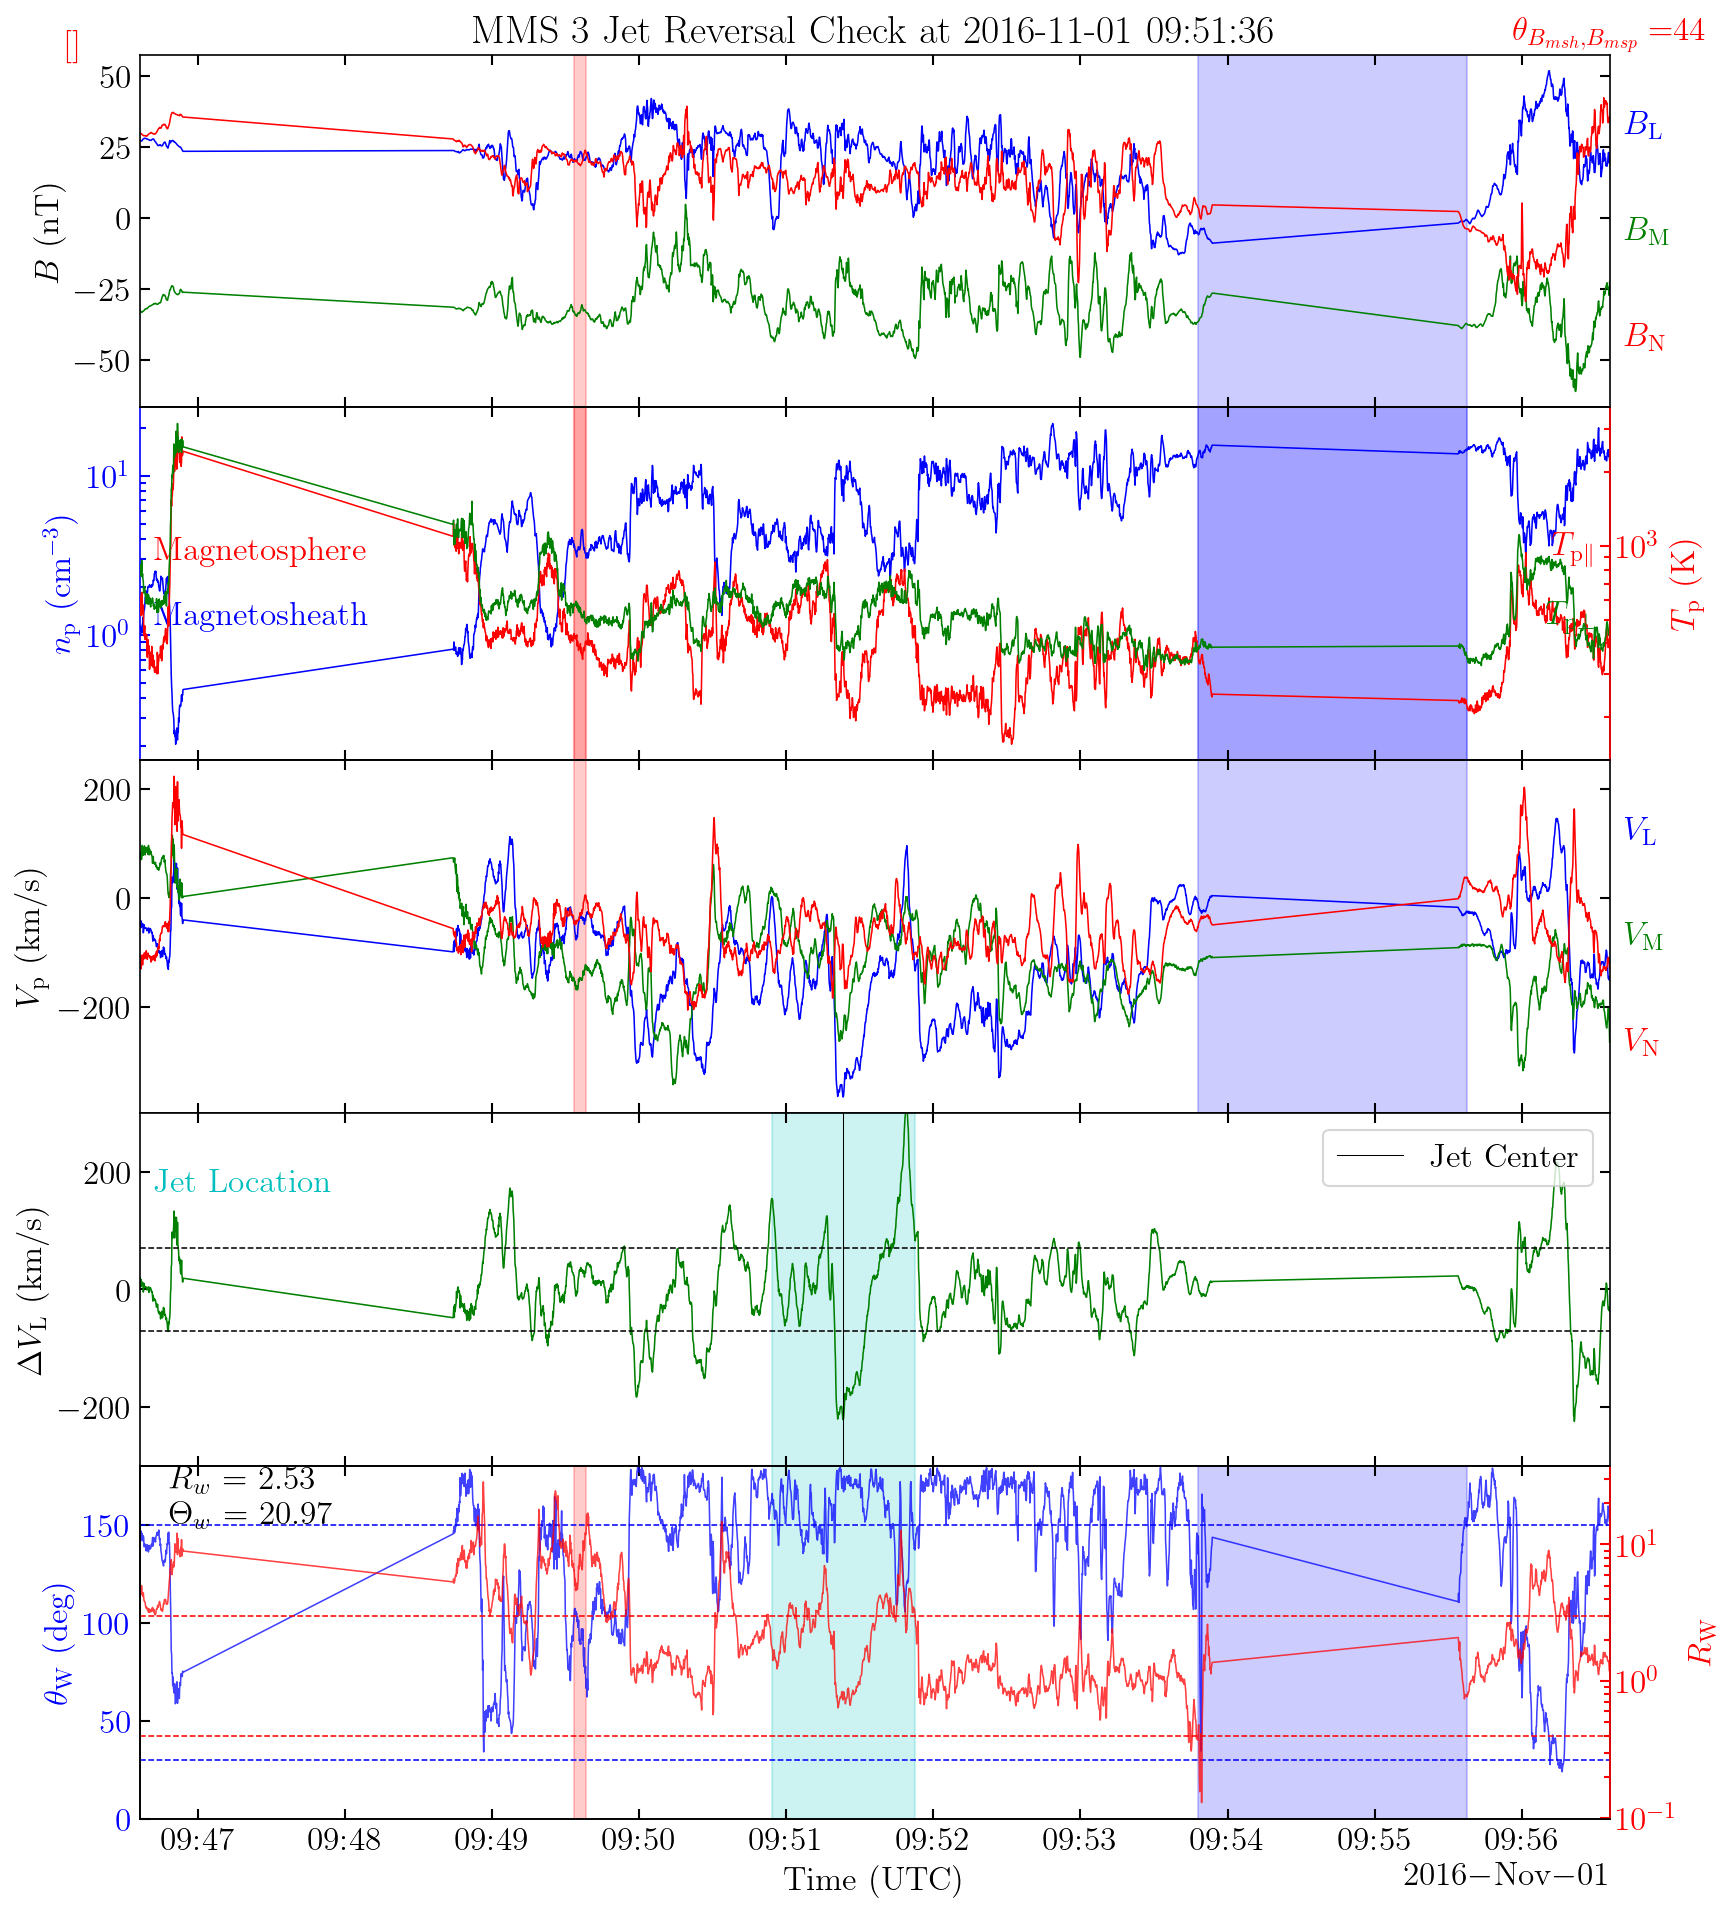 MMS 3 Jet Reversal Check at 2016-11-01 09:51:36
θ_{B_{msh},B_{msp}} =44
[]
50
25
0
−25
−50
B (nT)
B_L
B_M
B_N
10^1
10^0
n_p (cm^{−3})
Magnetosphere
Magnetosheath
T_{p∥}
10^3
T_p (K)
200
0
−200
V_p (km/s)
V_L
V_M
V_N
Jet Location
Jet Center
200
0
−200
ΔV_L (km/s)
R_w = 2.53
Θ_w = 20.97
150
100
50
0
θ_W (deg)
10^1
10^0
10^{−1}
R_W
09:47 09:48 09:49 09:50 09:51 09:52 09:53 09:54 09:55 09:56
2016−Nov−01
Time (UTC)